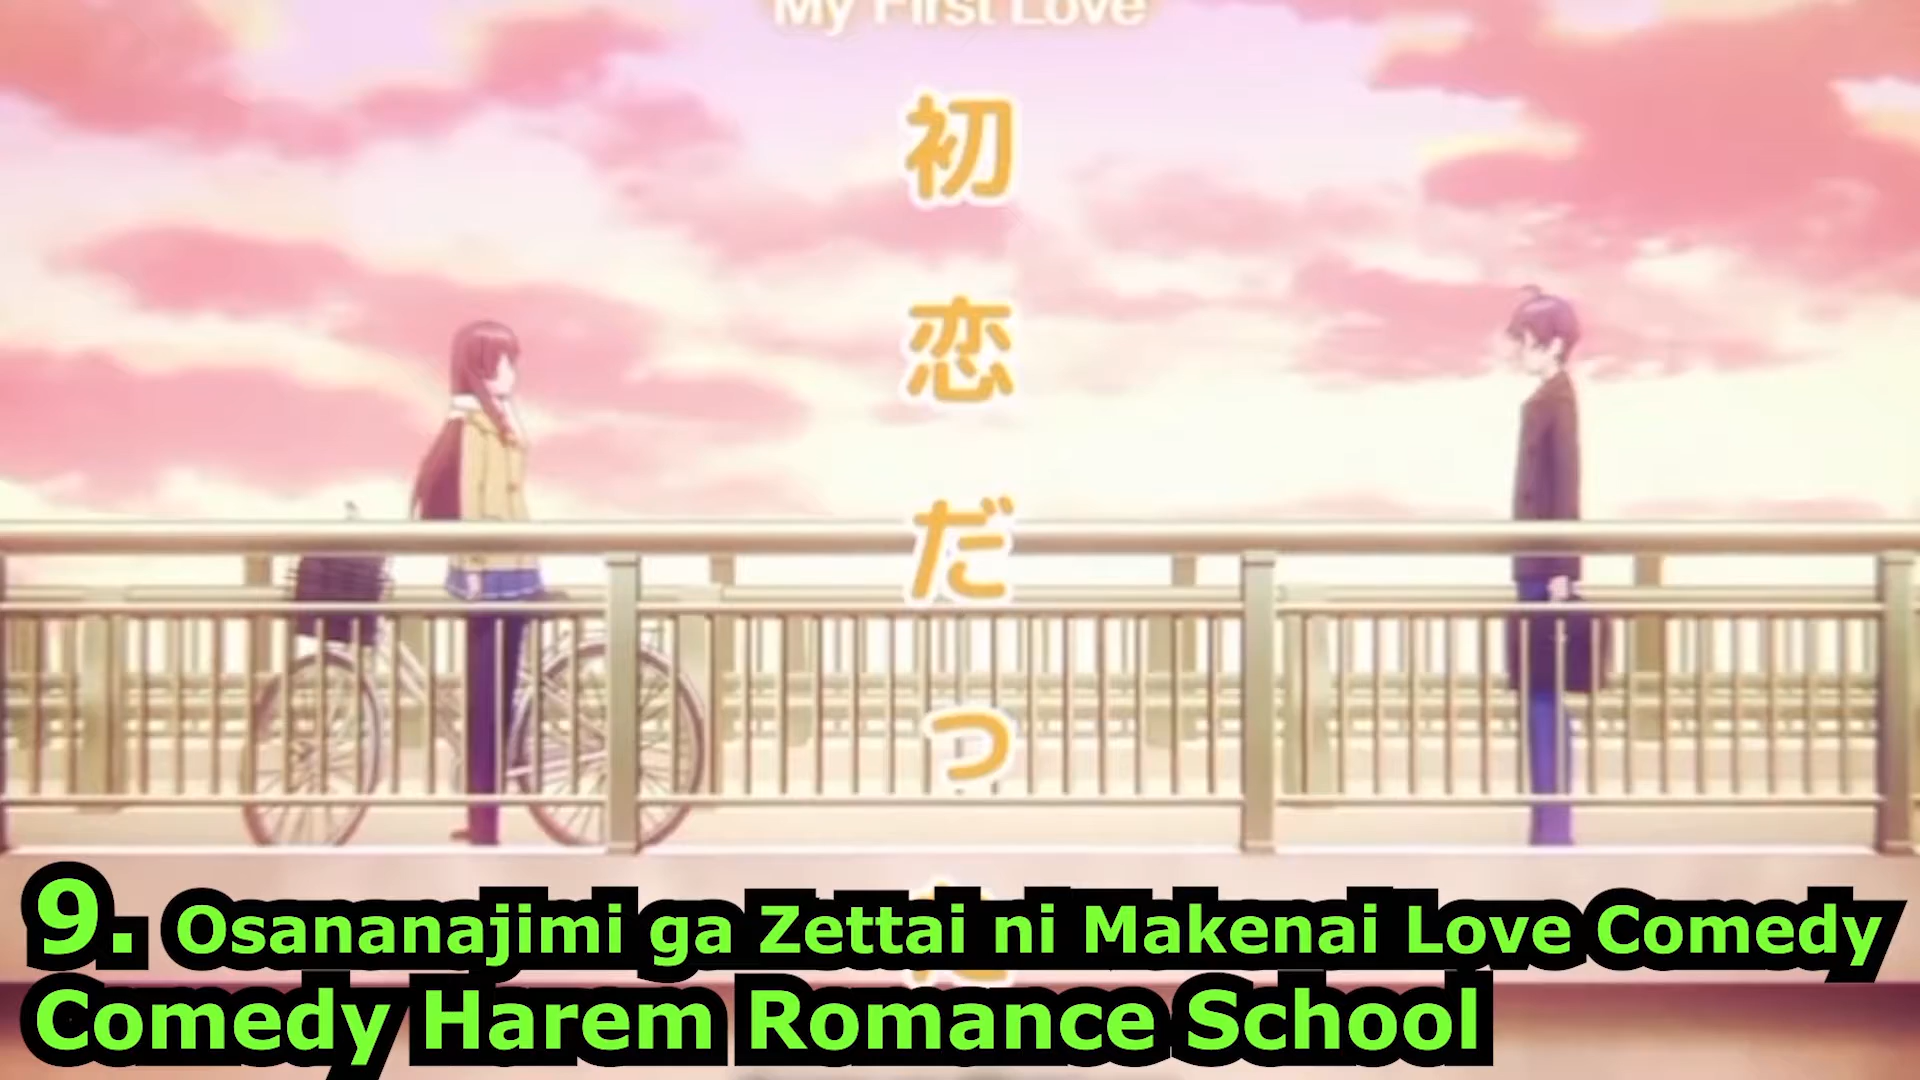 My First Love
初恋だった
9. Osananajimi ga Zettai ni Makenai Love Comedy
Comedy Harem Romance School